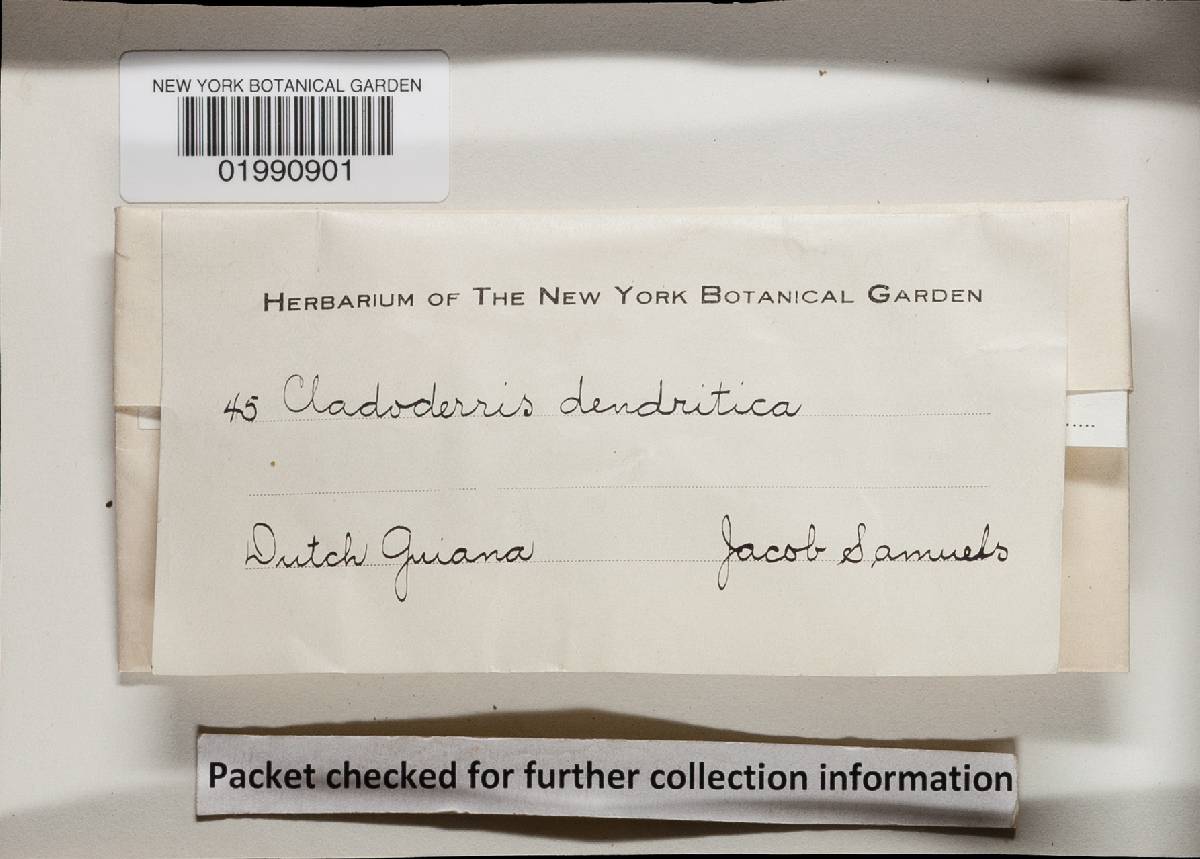 NEW YORK BOTANICAL GARDEN
01990901
HERBARIUM OF THE NEW YORK BOTANICAL GARDEN
45 Cladoderris dendritica
Dutch Guiana Jacob Samuels
Packet checked for further collection information